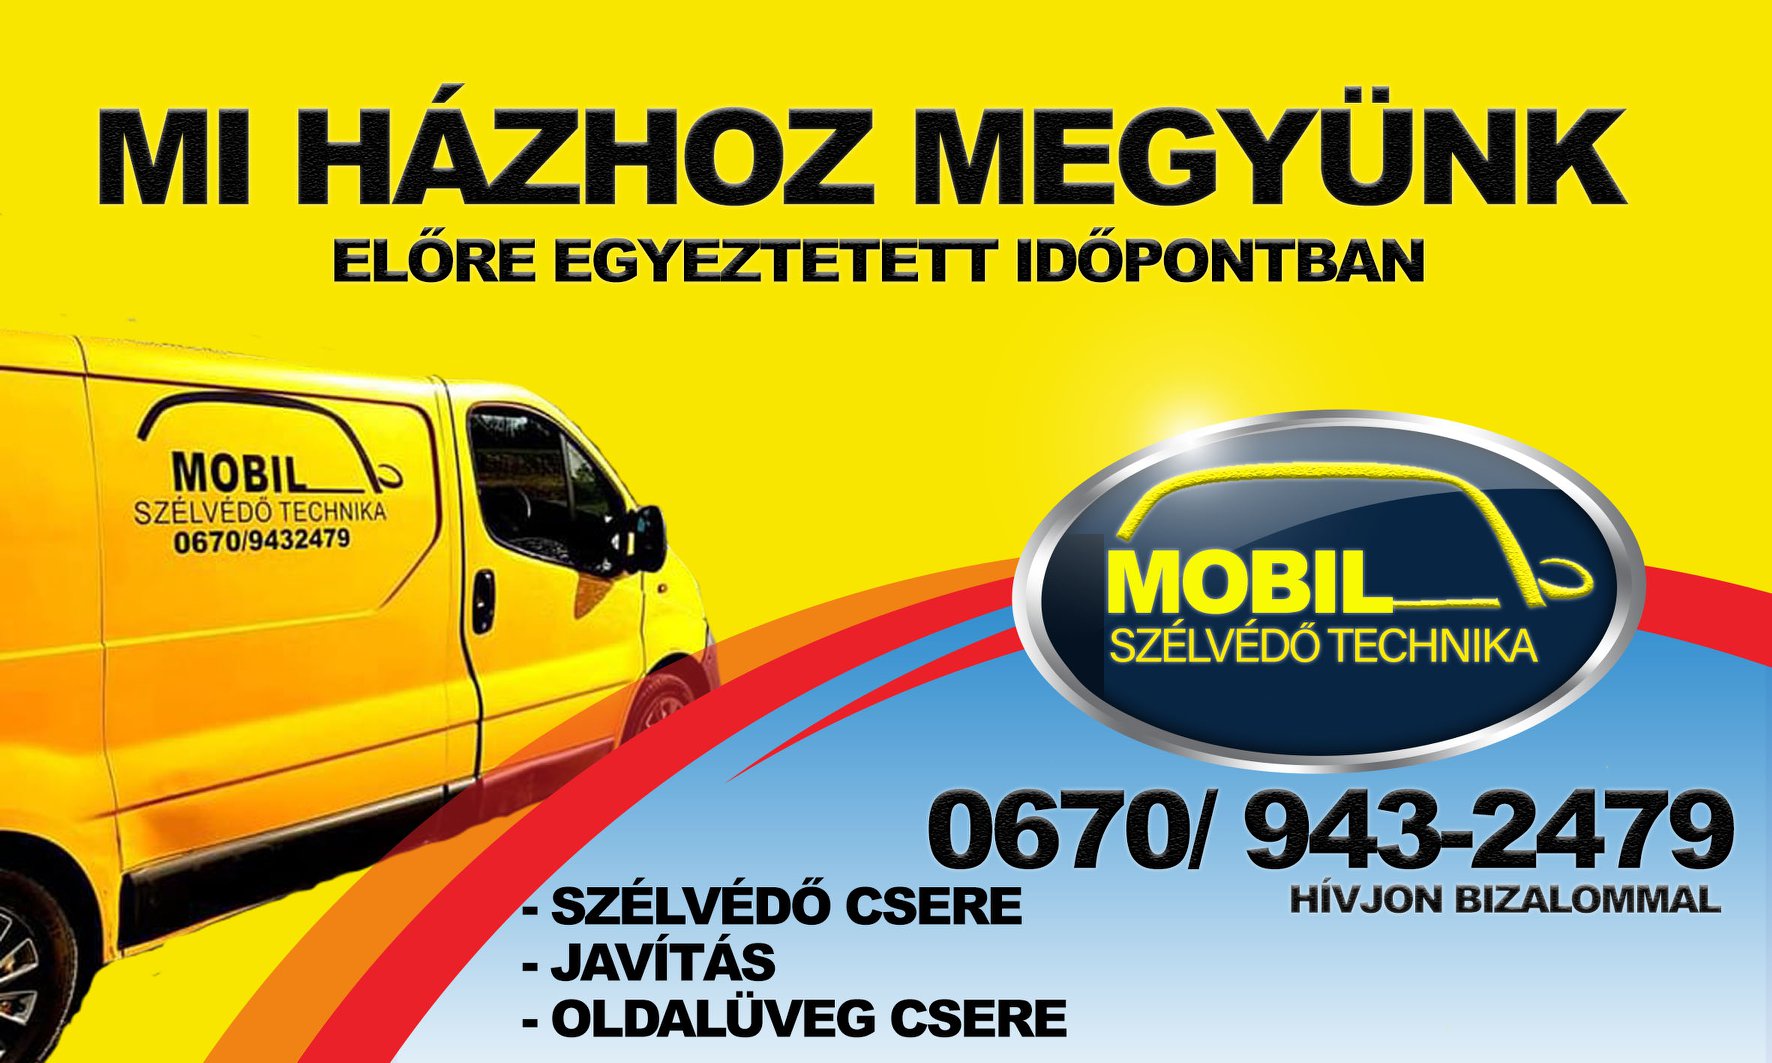 MI HÁZHOZ MEGYÜNK
ELŐRE EGYEZTETETT IDŐPONTBAN
MOBIL
SZÉLVÉDŐ TECHNIKA
0670/9432479
MOBIL
SZÉLVÉDŐ TECHNIKA
0670/ 943-2479
HÍVJON BIZALOMMAL
- SZÉLVÉDŐ CSERE
- JAVÍTÁS
- OLDALÜVEG CSERE